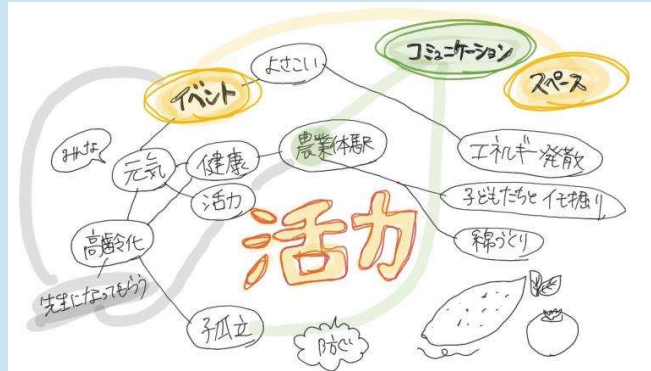 コミュニケーション
よさこい
スペース
イベント
みんな
元気
健康
農業体験
エネルギー発散
活力
子どもたちとイモ掘り
高齢化
活力
綿づくり
先生になってもらう
孤立
防ぐ